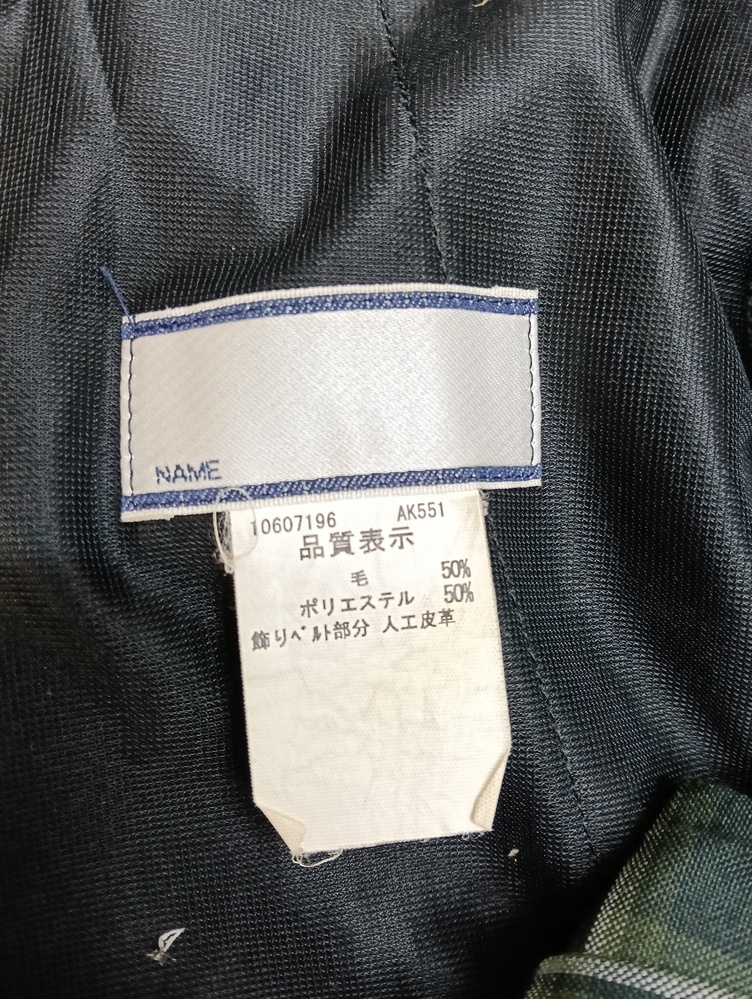 NAME
10607196 AK551
品質表示
毛 50%
ポリエステル 50%
飾りﾍﾞﾙﾄ部分 人工皮革